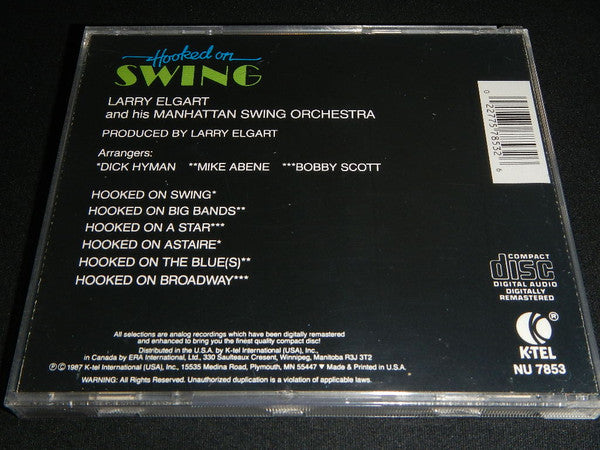 Hooked on
SWING
LARRY ELGART
and his MANHATTAN SWING ORCHESTRA
PRODUCED BY LARRY ELGART
Arrangers:
*DICK HYMAN **MIKE ABENE ***BOBBY SCOTT
HOOKED ON SWING*
HOOKED ON BIG BANDS**
HOOKED ON A STAR***
HOOKED ON ASTAIRE*
HOOKED ON THE BLUE(S)**
HOOKED ON BROADWAY***
0 22775 78532 6
COMPACT
disc
DIGITAL AUDIO
DIGITALLY
REMASTERED
K
®
K-TEL
NU 7853
All selections are analog recordings which have been digitally remastered
and enhanced to bring you the finest quality compact disc!
Distributed in the U.S.A. by K-tel International (USA), Inc.,
in Canada by ERA International, Ltd., 330 Saulteaux Cresent, Winnipeg, Manitoba R3J 3T2
℗ © 1987 K-tel International (USA), Inc., 15535 Medina Road, Plymouth, MN 55447 ▼ Made & Printed in U.S.A.
WARNING: All Rights Reserved. Unauthorized duplication is a violation of applicable laws.